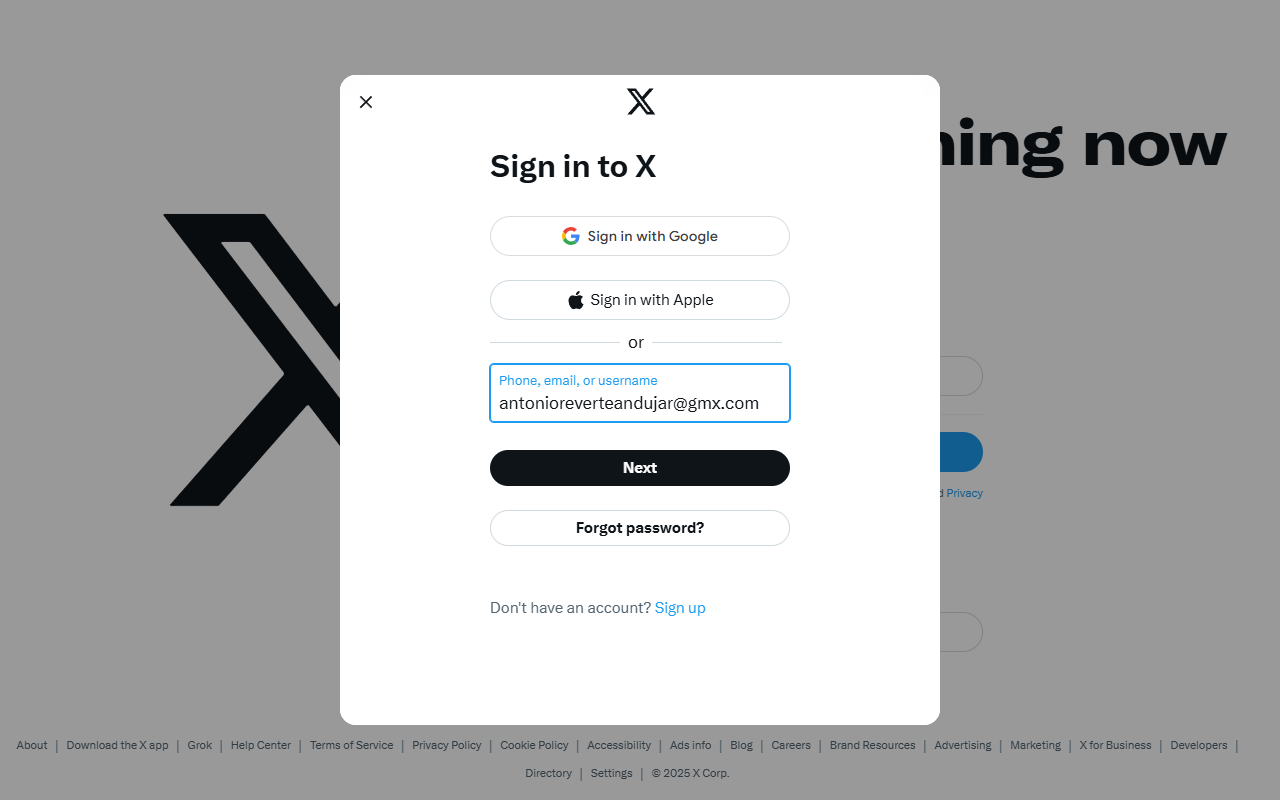 ning now
Sign in to X
Sign in with Google
Sign in with Apple
or
Phone, email, or username
antonioreverteandujar@gmx.com
Next
d Privacy
Forgot password?
Don't have an account? Sign up
About | Download the X app | Grok | Help Center | Terms of Service | Privacy Policy | Cookie Policy | Accessibility | Ads info | Blog | Careers | Brand Resources | Advertising | Marketing | X for Business | Developers |
Directory | Settings | © 2025 X Corp.